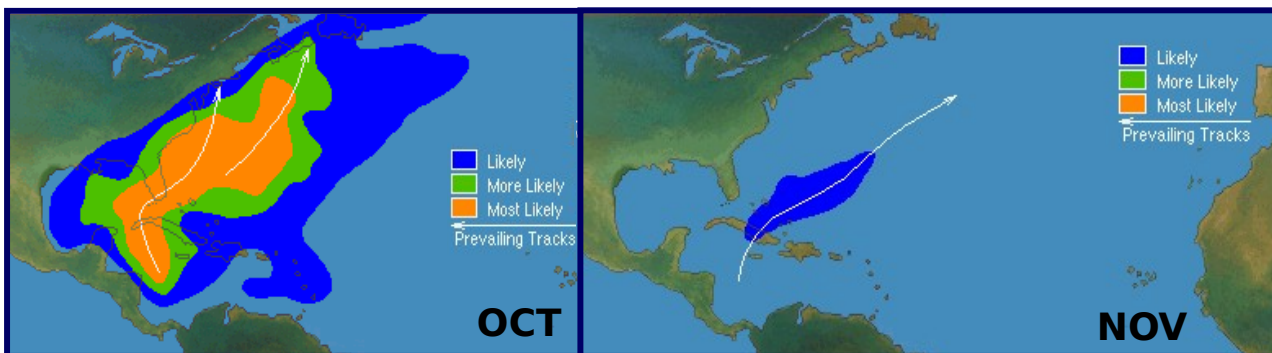 Likely
More Likely
Most Likely
Prevailing Tracks
OCT
Likely
More Likely
Most Likely
Prevailing Tracks
NOV